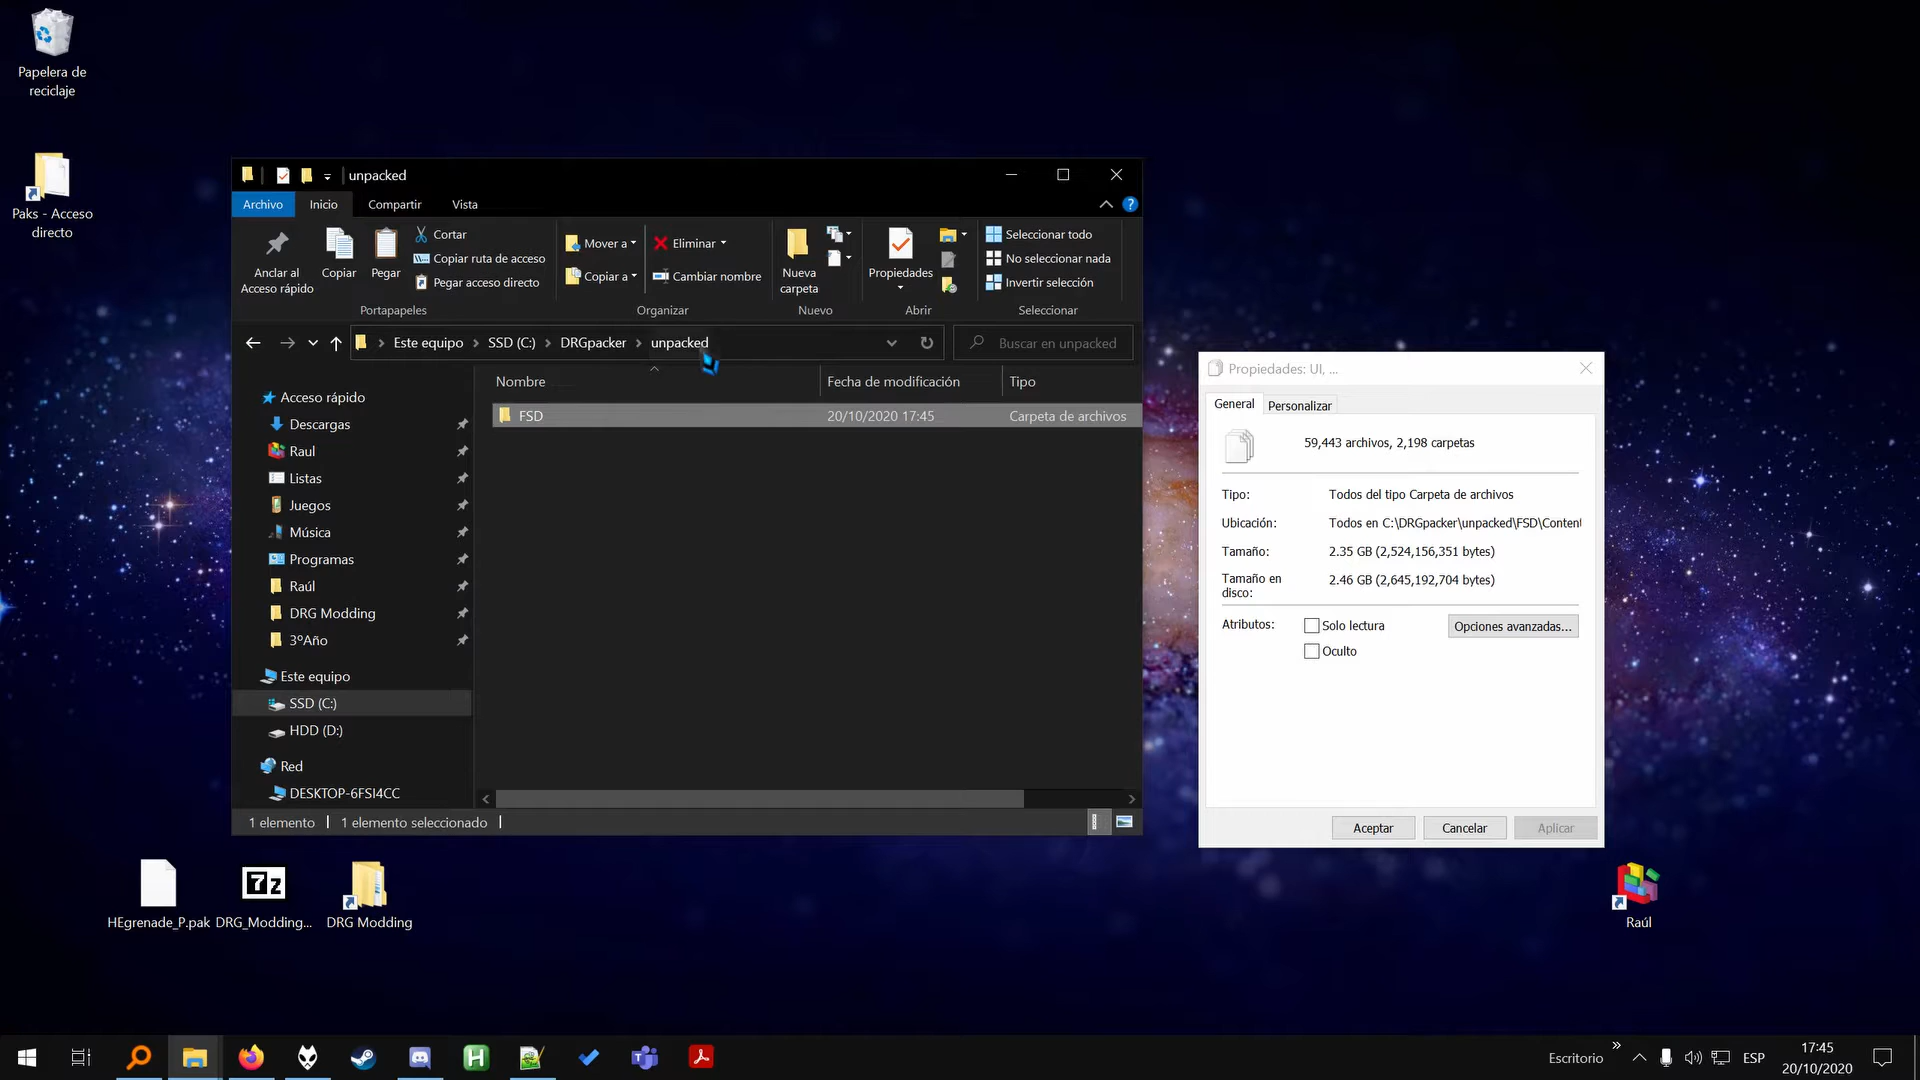 Papelera de
reciclaje
Paks - Acceso
directo
unpacked
Archivo
Inicio
Compartir
Vista
Anclar al
Acceso rápido
Copiar
Pegar
Cortar
Copiar ruta de acceso
Pegar acceso directo
Portapapeles
Mover a
Copiar a
Eliminar
Cambiar nombre
Organizar
Nueva
carpeta
Nuevo
Propiedades
Abrir
Seleccionar todo
No seleccionar nada
Invertir selección
Seleccionar
Este equipo > SSD (C:) > DRGpacker > unpacked
Buscar en unpacked
Nombre
Fecha de modificación
Tipo
FSD
20/10/2020 17:45
Carpeta de archivos
Acceso rápido
Descargas
Raul
Listas
Juegos
Música
Programas
Raúl
DRG Modding
3ºAño
Este equipo
SSD (C:)
HDD (D:)
Red
DESKTOP-6FSI4CC
1 elemento
1 elemento seleccionado
Propiedades: UI, ...
General
Personalizar
59,443 archivos, 2,198 carpetas
Tipo:
Todos del tipo Carpeta de archivos
Ubicación:
Todos en C:\DRGpacker\unpacked\FSD\Content
Tamaño:
2.35 GB (2,524,156,351 bytes)
Tamaño en
disco:
2.46 GB (2,645,192,704 bytes)
Atributos:
Solo lectura
Opciones avanzadas...
Oculto
Aceptar
Cancelar
Aplicar
HEgrenade_P.pak
7z
DRG_Modding...
DRG Modding
Raúl
Escritorio
ESP
17:45
20/10/2020